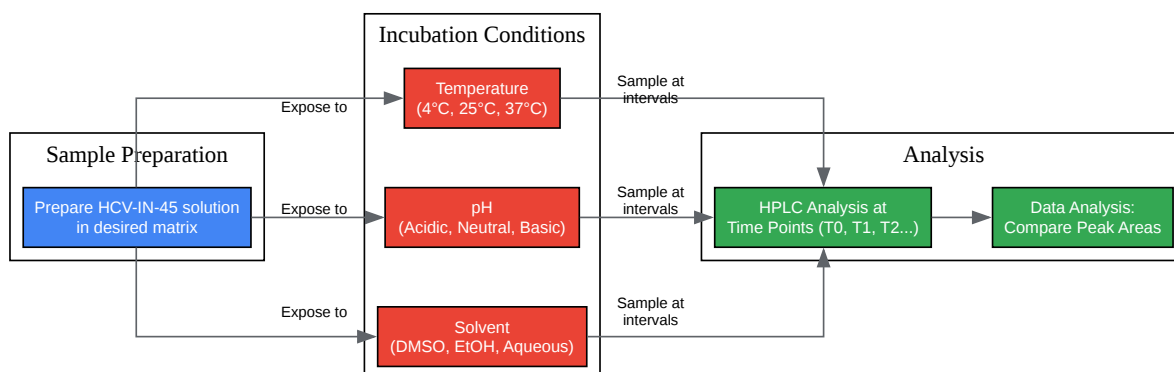 Sample Preparation
Prepare HCV-IN-45 solution
in desired matrix
Expose to
Expose to
Expose to
Incubation Conditions
Temperature
(4°C, 25°C, 37°C)
pH
(Acidic, Neutral, Basic)
Solvent
(DMSO, EtOH, Aqueous)
Sample at
intervals
Sample at
intervals
Sample at
intervals
Analysis
HPLC Analysis at
Time Points (T0, T1, T2...)
Data Analysis:
Compare Peak Areas